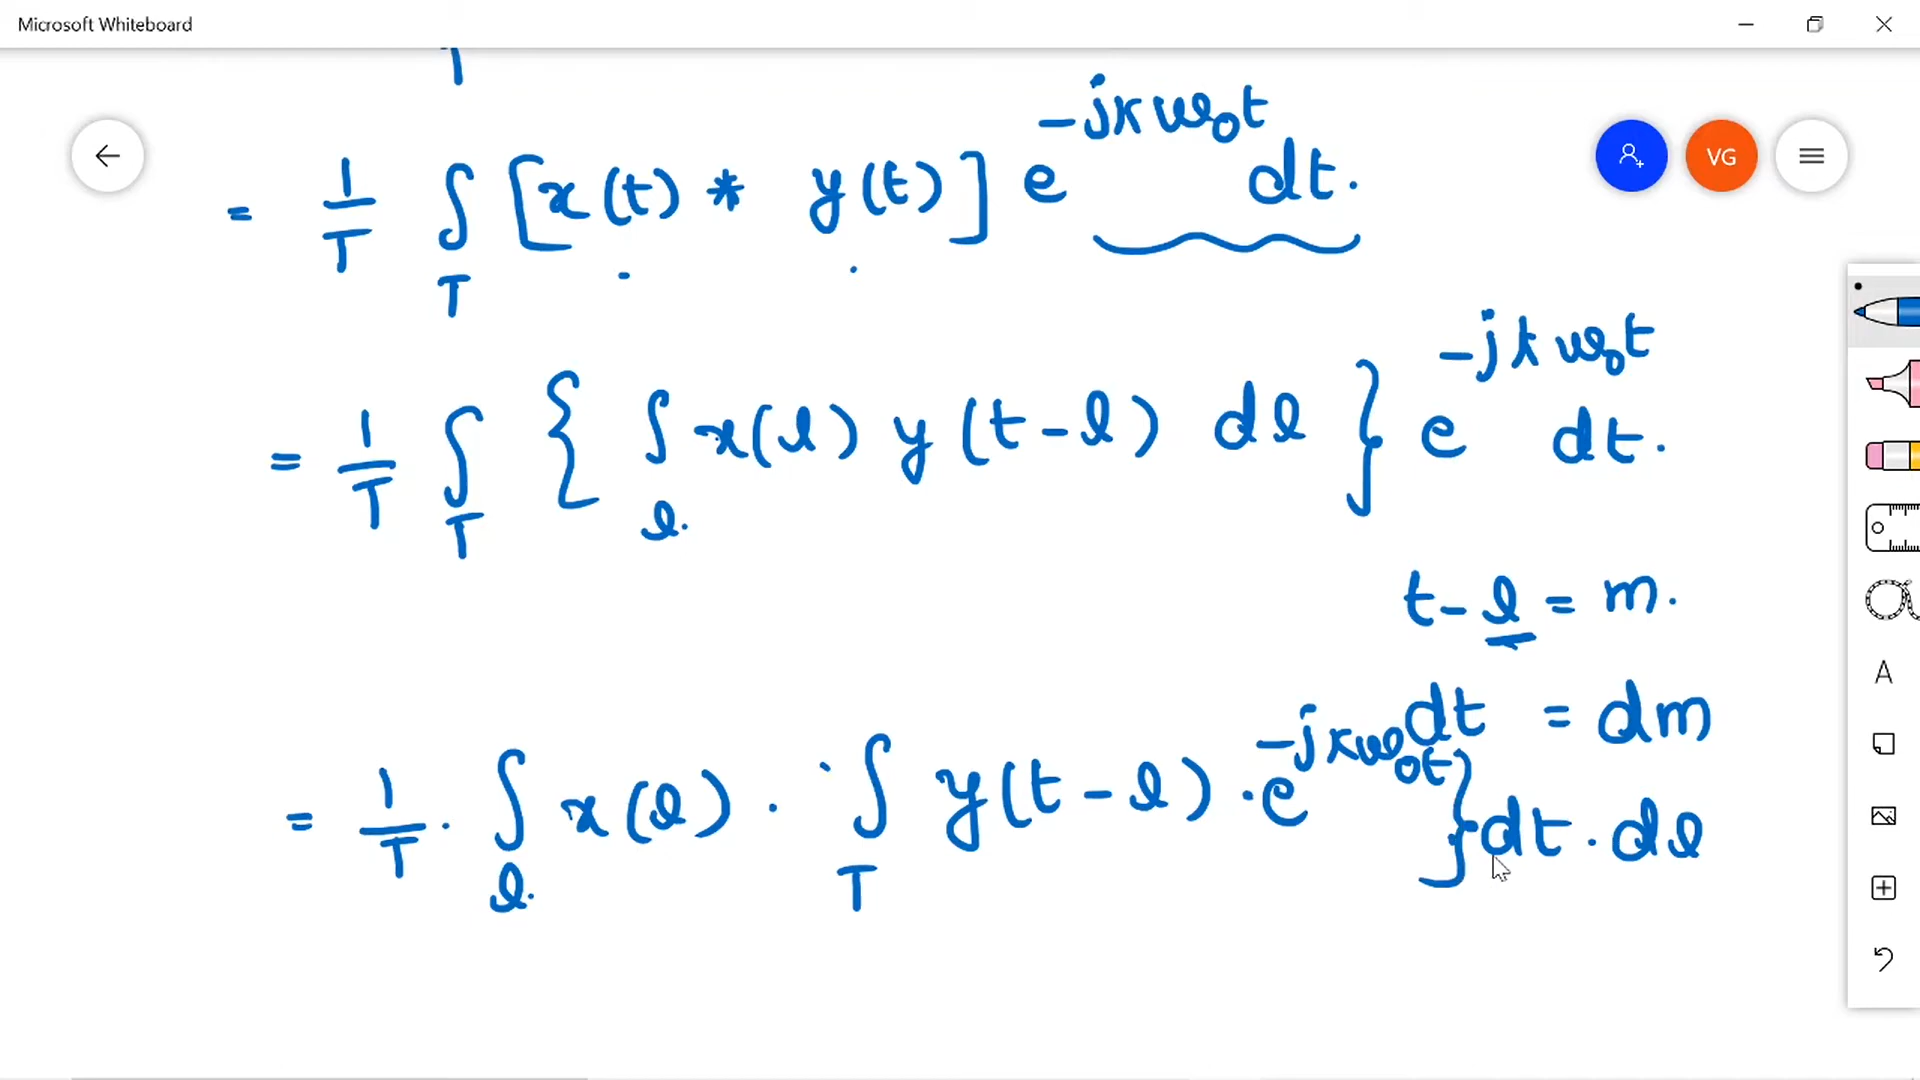 Microsoft Whiteboard
VG
= 1/T ∫_T [x(t) * y(t)] e^{-jkω₀t} dt.
= 1/T ∫_T { ∫_l. x(l) y(t-l) dl } e^{-jkω₀t} dt.
t - l = m.
dt = dm
= 1/T . ∫_l. x(l) . ∫_T y(t-l) . e^{-jkω₀t} } dt . dl
A